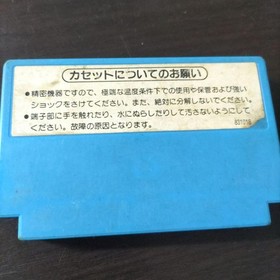 カセットについてのお願い
●精密機器ですので、極端な温度条件下での使用や保管および強い
ショックをさけてください。また、絶対に分解しないでください。
●端子部に手を触れたり、水にぬらしたりして汚さないようにして
ください。故障の原因となります。